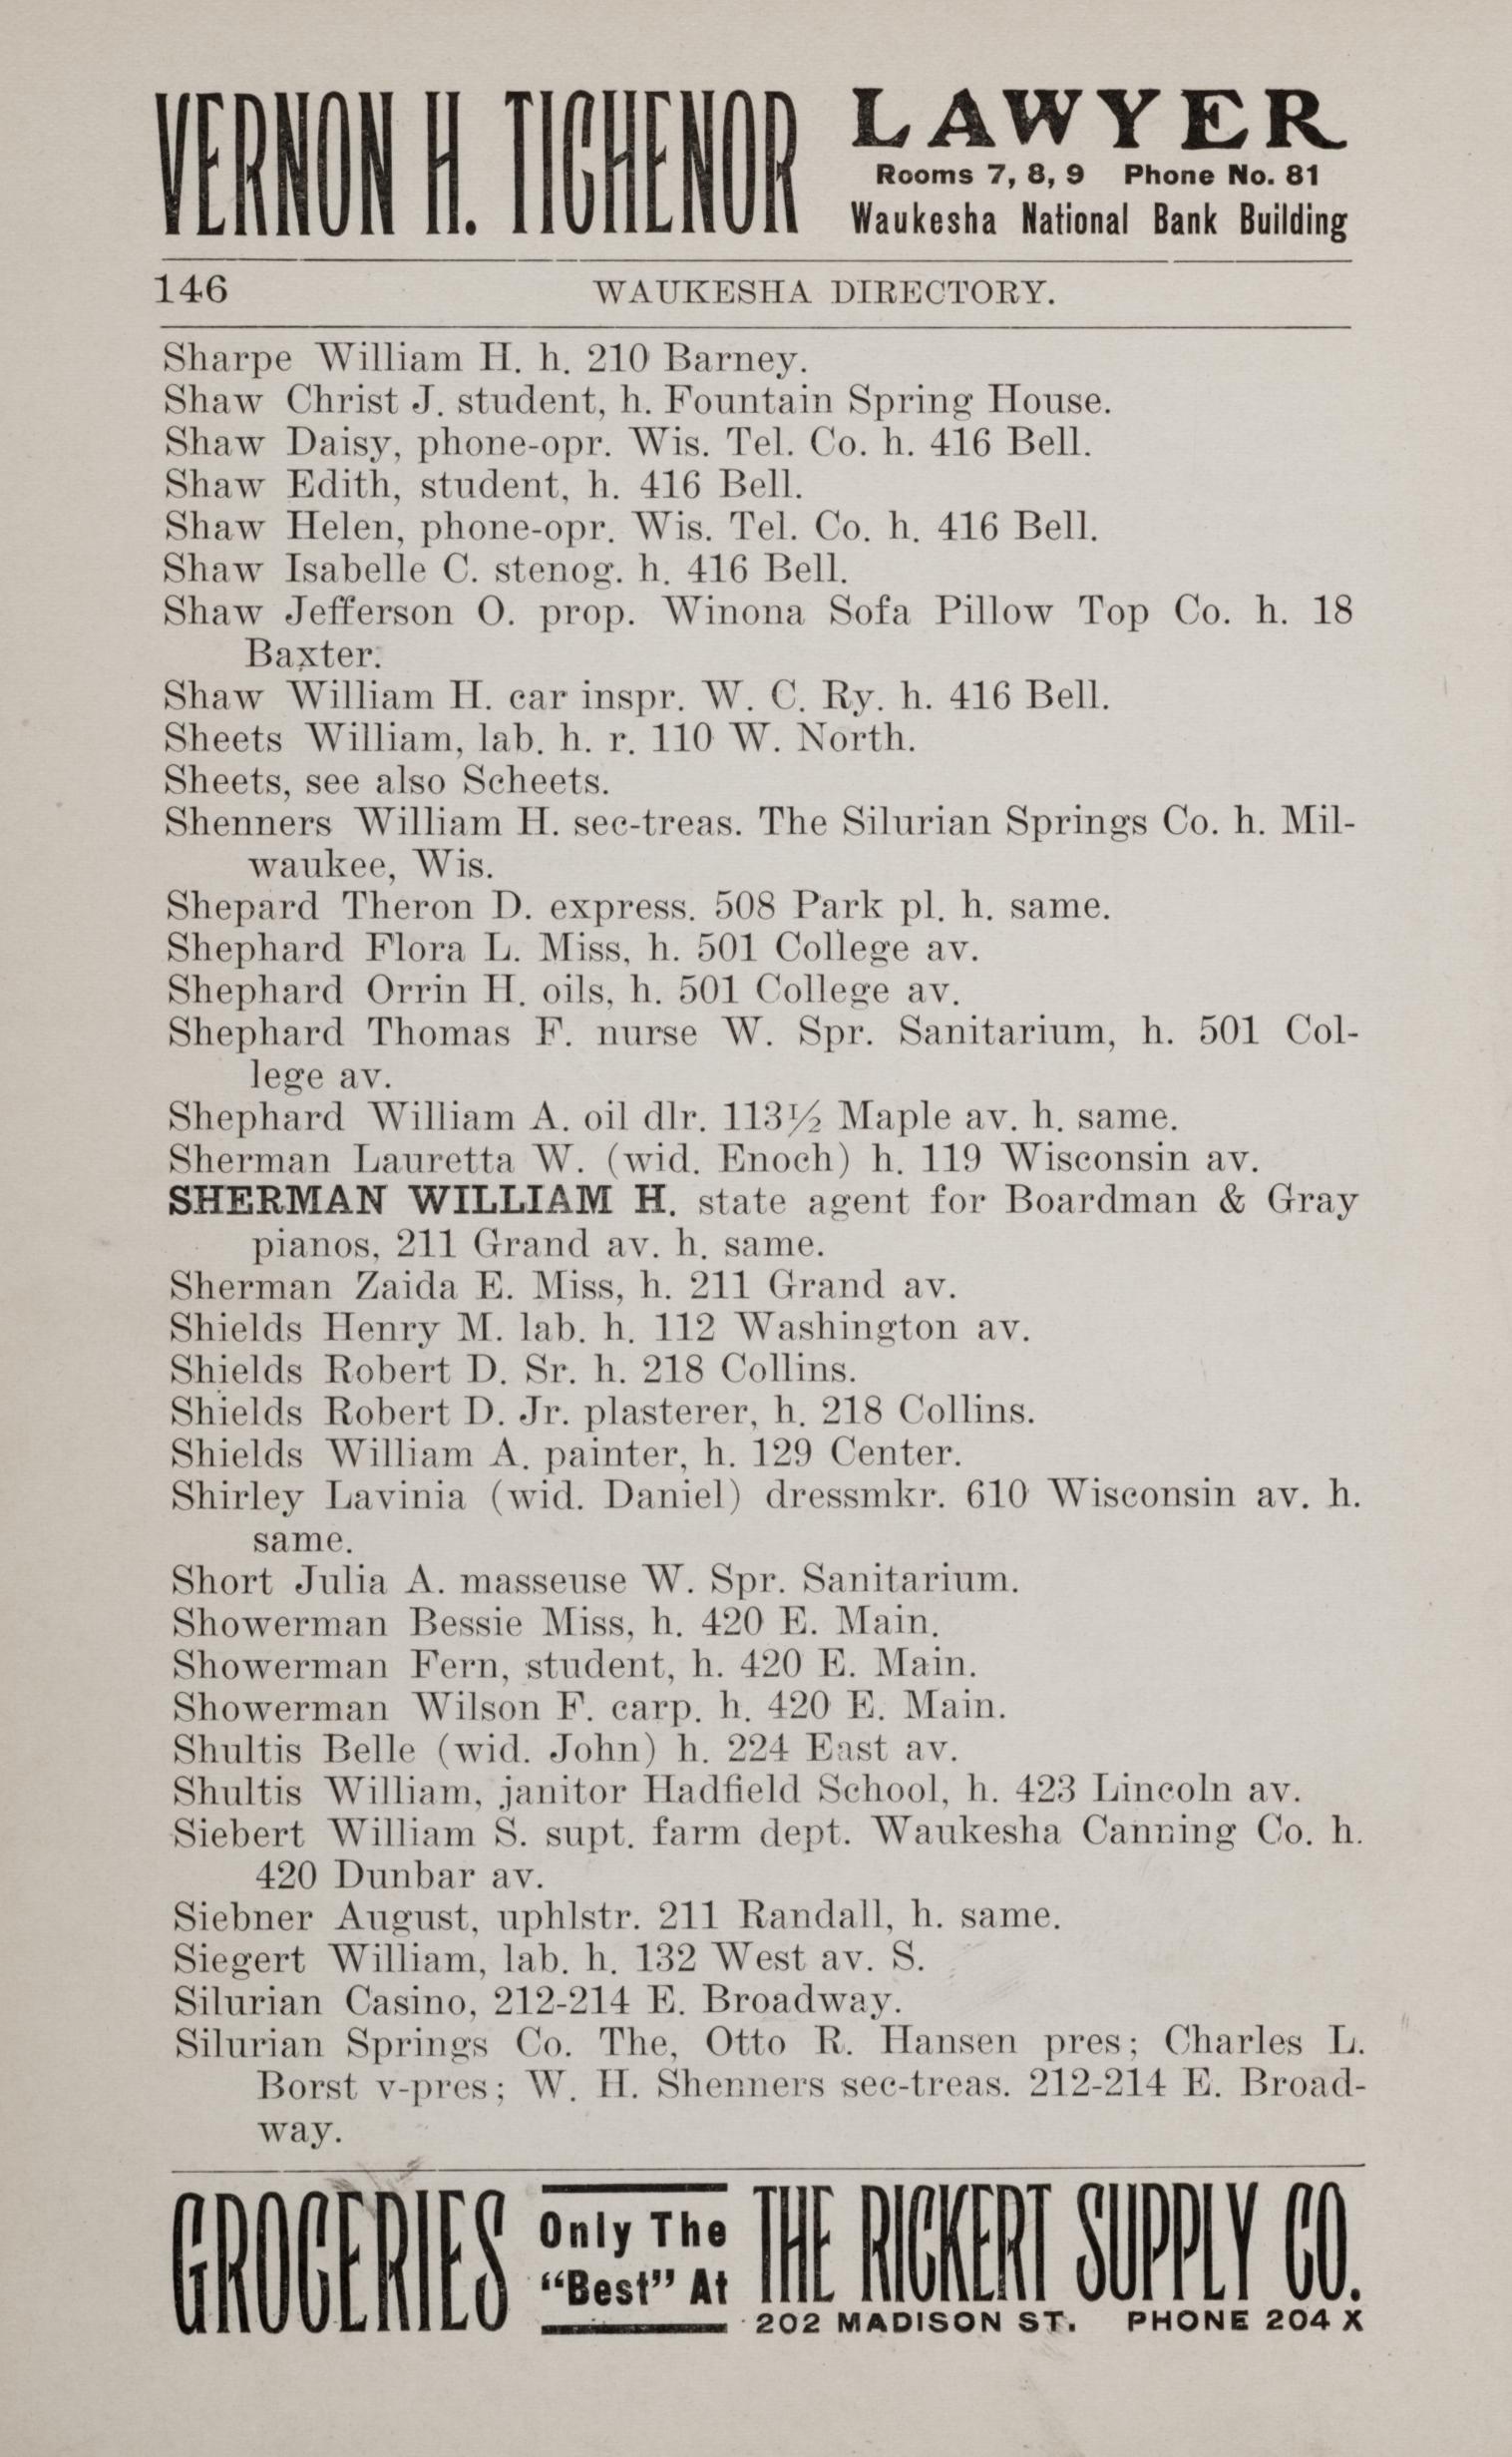 VERNON H. TICHENOR
LAWYER
Rooms 7, 8, 9 Phone No. 81
Waukesha National Bank Building
146 WAUKESHA DIRECTORY.
Sharpe William H. h. 210 Barney.
Shaw Christ J. student, h. Fountain Spring House.
Shaw Daisy, phone-opr. Wis. Tel. Co. h. 416 Bell.
Shaw Edith, student, h. 416 Bell.
Shaw Helen, phone-opr. Wis. Tel. Co. h. 416 Bell.
Shaw Isabelle C. stenog. h. 416 Bell.
Shaw Jefferson O. prop. Winona Sofa Pillow Top Co. h. 18
Baxter.
Shaw William H. car inspr. W. C. Ry. h. 416 Bell.
Sheets William, lab. h. r. 110 W. North.
Sheets, see also Scheets.
Shenners William H. sec-treas. The Silurian Springs Co. h. Mil-
waukee, Wis.
Shepard Theron D. express. 508 Park pl. h. same.
Shephard Flora L. Miss, h. 501 College av.
Shephard Orrin H. oils, h. 501 College av.
Shephard Thomas F. nurse W. Spr. Sanitarium, h. 501 Col-
lege av.
Shephard William A. oil dlr. 113½ Maple av. h. same.
Sherman Lauretta W. (wid. Enoch) h. 119 Wisconsin av.
SHERMAN WILLIAM H. state agent for Boardman & Gray
pianos, 211 Grand av. h. same.
Sherman Zaida E. Miss, h. 211 Grand av.
Shields Henry M. lab. h. 112 Washington av.
Shields Robert D. Sr. h. 218 Collins.
Shields Robert D. Jr. plasterer, h. 218 Collins.
Shields William A. painter, h. 129 Center.
Shirley Lavinia (wid. Daniel) dressmkr. 610 Wisconsin av. h.
same.
Short Julia A. masseuse W. Spr. Sanitarium.
Showerman Bessie Miss, h. 420 E. Main.
Showerman Fern, student, h. 420 E. Main.
Showerman Wilson F. carp. h. 420 E. Main.
Shultis Belle (wid. John) h. 224 East av.
Shultis William, janitor Hadfield School, h. 423 Lincoln av.
Siebert William S. supt. farm dept. Waukesha Canning Co. h.
420 Dunbar av.
Siebner August, uphlstr. 211 Randall, h. same.
Siegert William, lab. h. 132 West av. S.
Silurian Casino, 212-214 E. Broadway.
Silurian Springs Co. The, Otto R. Hansen pres; Charles L.
Borst v-pres; W. H. Shenners sec-treas. 212-214 E. Broad-
way.
GROCERIES
Only The
"Best" At
THE RICKERT SUPPLY CO.
202 MADISON ST. PHONE 204 X